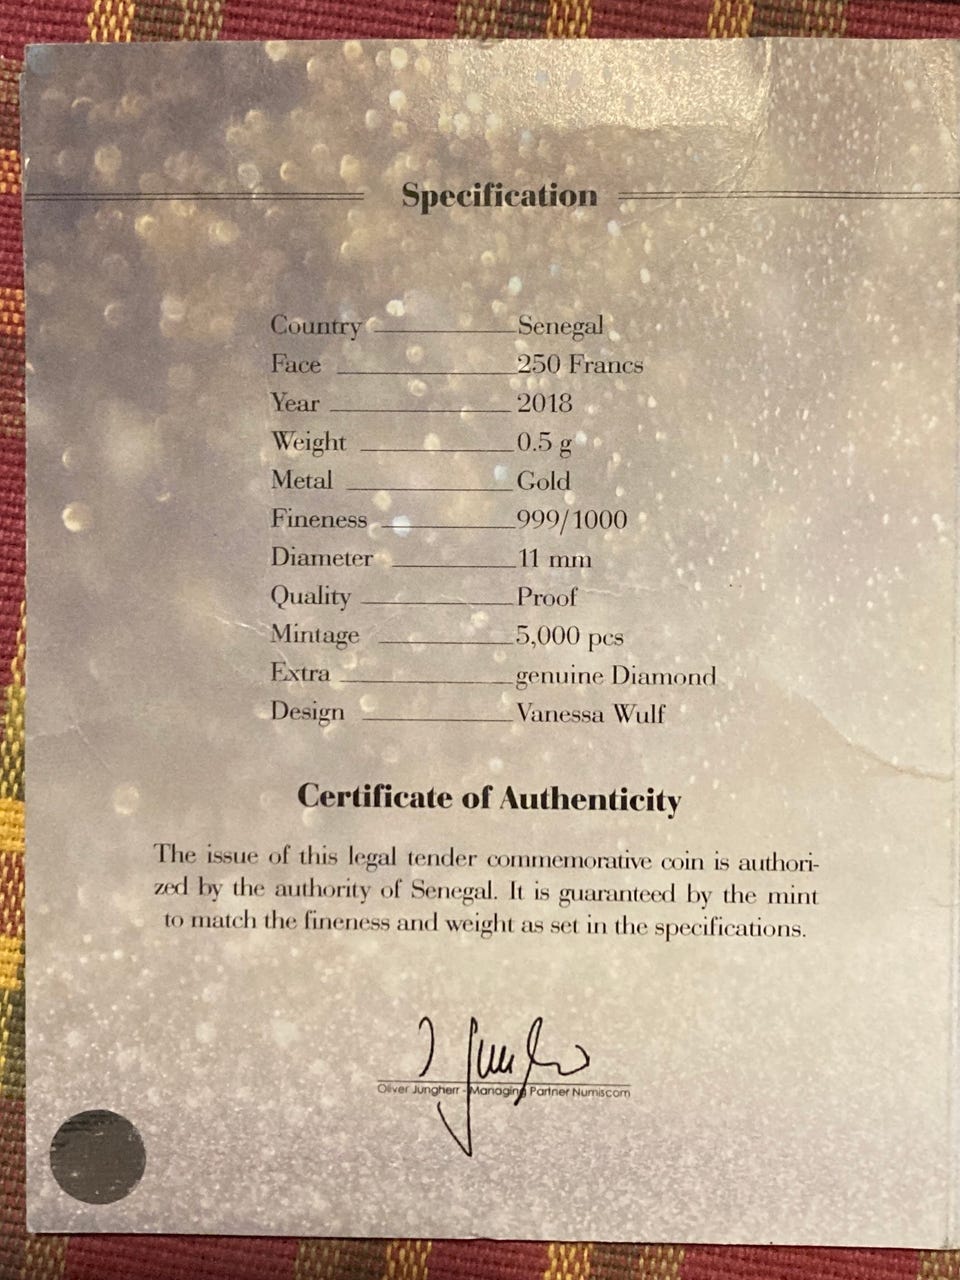 Specification
Country Senegal
Face 250 Francs
Year 2018
Weight 0.5 g
Metal Gold
Fineness 999/1000
Diameter 11 mm
Quality Proof
Mintage 5,000 pcs
Extra genuine Diamond
Design Vanessa Wulf
Certificate of Authenticity
The issue of this legal tender commemorative coin is authori-
zed by the authority of Senegal. It is guaranteed by the mint
to match the fineness and weight as set in the specifications.
Oliver Jungherr - Managing Partner Numiscom